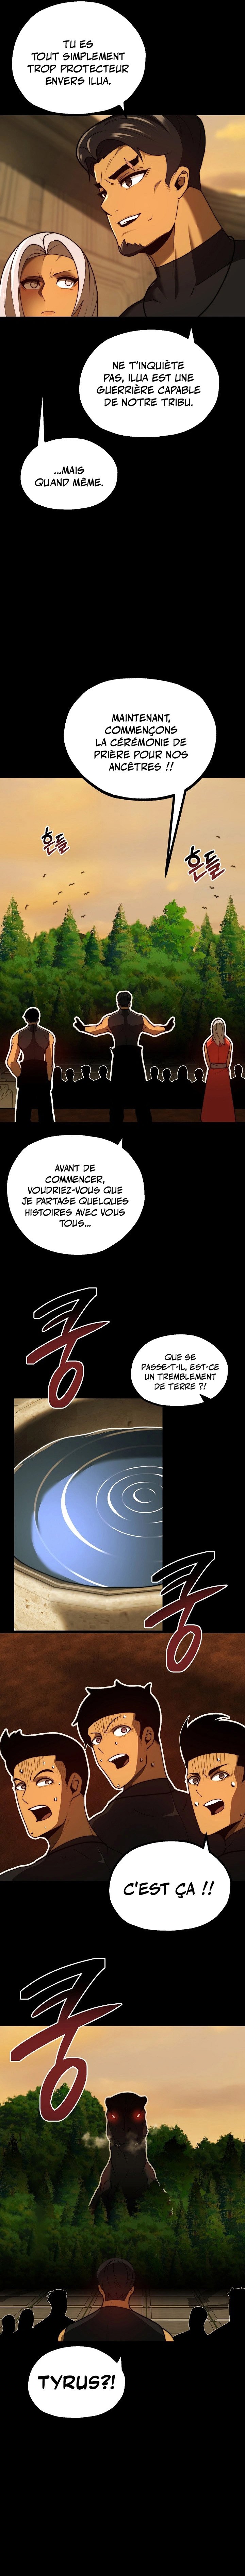 TU ES
TOUT SIMPLEMENT
TROP PROTECTEUR
ENVERS ILUA.
NE T'INQUIÈTE
PAS, ILUA EST UNE
GUERRIÈRE CAPABLE
DE NOTRE TRIBU.
...MAIS
QUAND MÊME.
MAINTENANT,
COMMENÇONS
LA CÉRÉMONIE DE
PRIÈRE POUR NOS
ANCÊTRES !!
흔들
흔들
AVANT DE
COMMENCER,
VOUDRIEZ-VOUS QUE
JE PARTAGE QUELQUES
HISTOIRES AVEC VOUS
TOUS...
쿵
QUE SE
PASSE-T-IL, EST-CE
UN TREMBLEMENT
DE TERRE ?!
쿵
C'EST ÇA !!
쿵
TYRUS?!